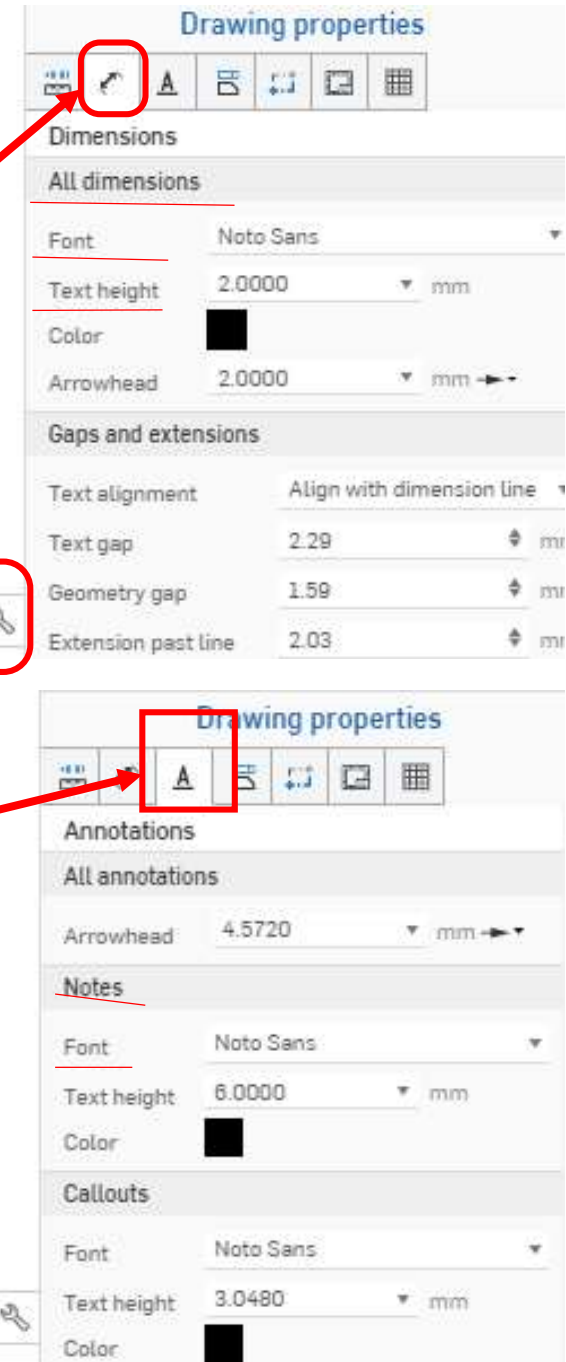 Drawing properties
A
Dimensions
All dimensions
Font Noto Sans
Text height 2.0000 mm
Color
Arrowhead 2.0000 mm
Gaps and extensions
Text alignment Align with dimension line
Text gap 2.29
Geometry gap 1.59
Extension past line 2.03
Drawing properties
A
Annotations
All annotations
Arrowhead 4.5720 mm
Notes
Font Noto Sans
Text height 6.0000 mm
Color
Callouts
Font Noto Sans
Text height 3.0480 mm
Color